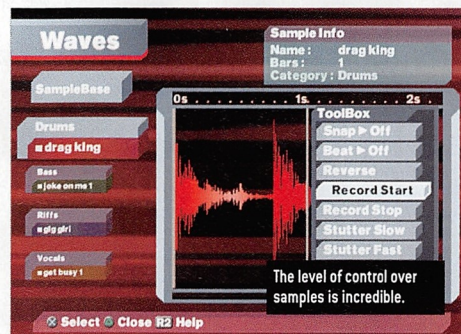 Waves
Sample Info
Name : drag king
Bars : 1
Category : Drums
SampleBase
Drums
drag king
Bass
joke on me 1
Riffs
gig girl
Vocals
get busy 1
0s 1s 2s
ToolBox
Snap ▶ Off
Beat ▶ Off
Reverse
Record Start
Record Stop
Stutter Slow
Stutter Fast
The level of control over
samples is incredible.
Select Close R2 Help